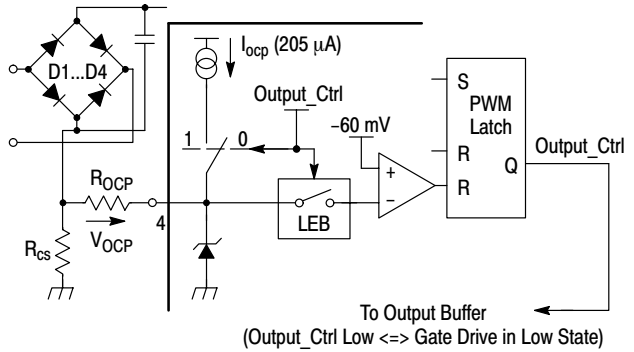 I_ocp (205 µA)
D1...D4
Output_Ctrl
1
0
−60 mV
S
PWM
Latch
R
Q
Output_Ctrl
+
−
R
R_OCP
4
LEB
V_OCP
R_cs
To Output Buffer
(Output_Ctrl Low <=> Gate Drive in Low State)